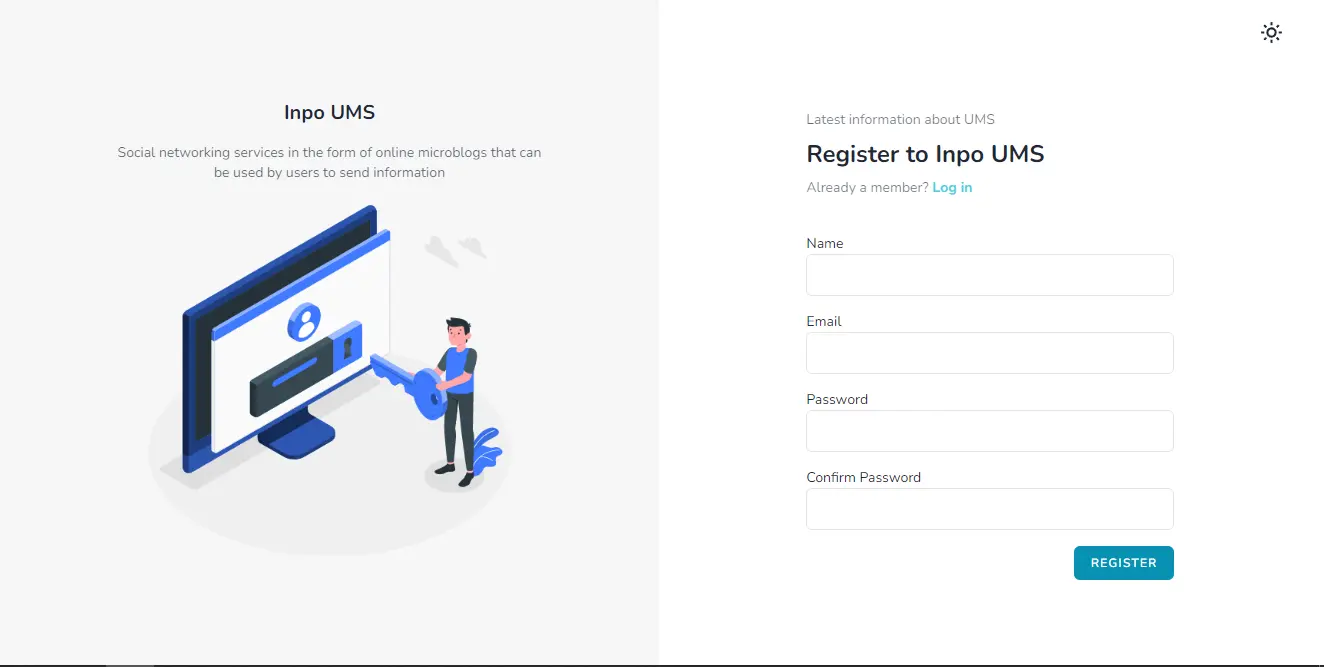 Inpo UMS
Social networking services in the form of online microblogs that can
be used by users to send information
Latest information about UMS
Register to Inpo UMS
Already a member? Log in
Name
Email
Password
Confirm Password
REGISTER